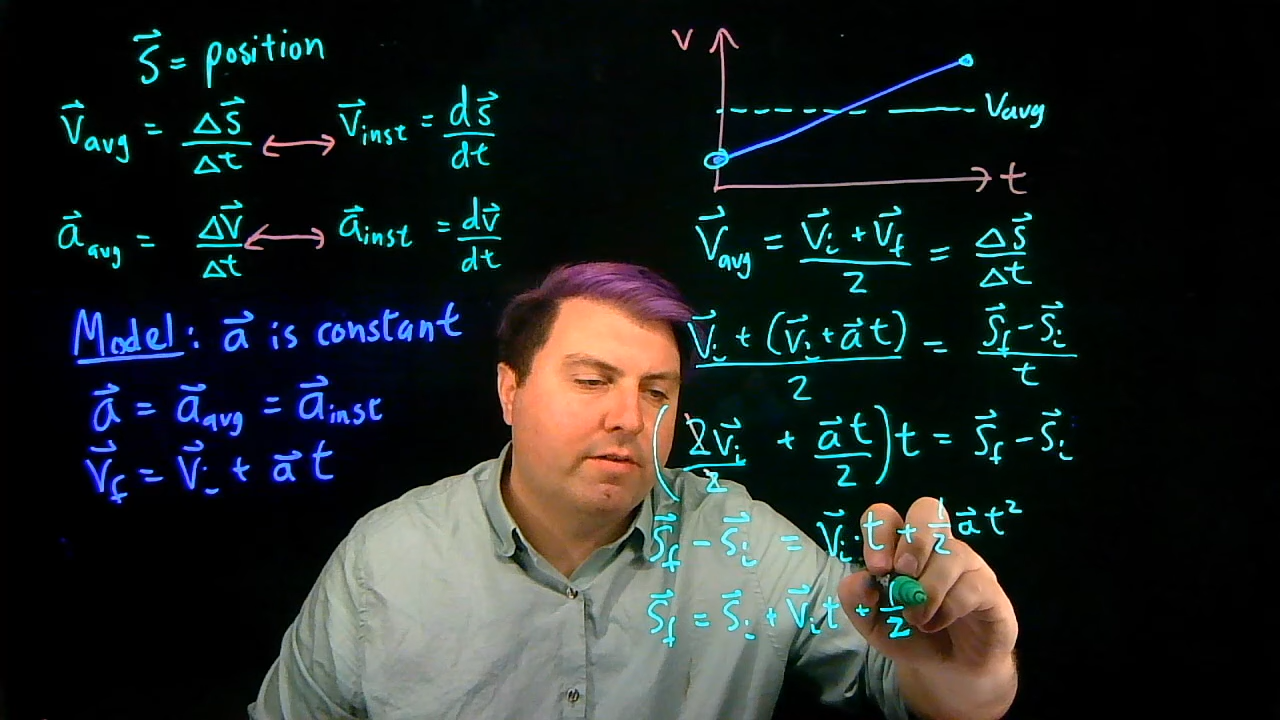 s⃗ = position
v⃗avg = Δs⃗/Δt ↔ v⃗inst = ds⃗/dt
a⃗avg = Δv⃗/Δt ↔ a⃗inst = dv⃗/dt
Model: a⃗ is constant
a⃗ = a⃗avg = a⃗inst
v⃗f = v⃗i + a⃗t
v
Vavg
t
v⃗avg = (v⃗i + v⃗f)/2 = Δs⃗/Δt
(v⃗i + (v⃗i + a⃗t))/2 = (s⃗f - s⃗i)/t
(2v⃗i/2 + a⃗t/2)t = s⃗f - s⃗i
s⃗f - s⃗i = v⃗i·t + ½a⃗t²
s⃗f = s⃗i + v⃗it + ½